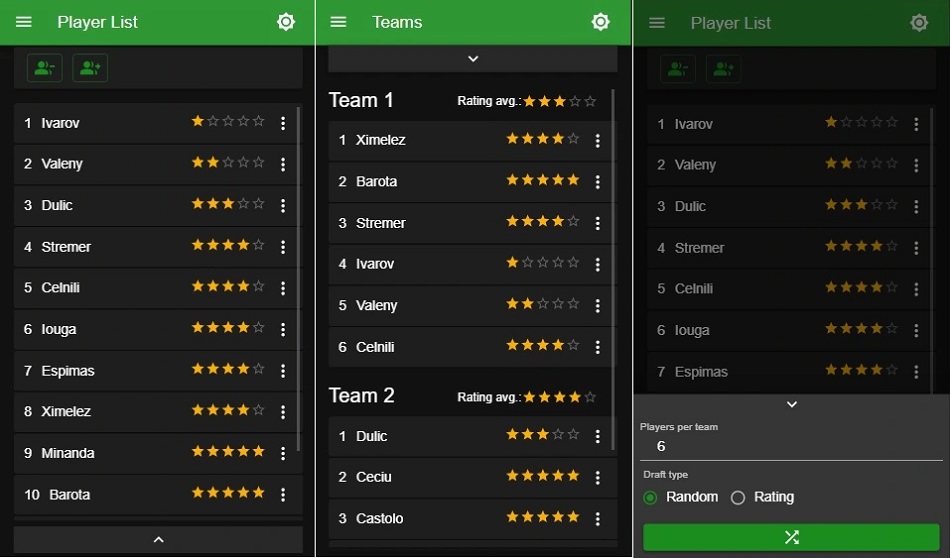 Player List
1 Ivarov
2 Valeny
3 Dulic
4 Stremer
5 Celnili
6 Iouga
7 Espimas
8 Ximelez
9 Minanda
10 Barota
Teams
Team 1 Rating avg.:
1 Ximelez
2 Barota
3 Stremer
4 Ivarov
5 Valeny
6 Celnili
Team 2 Rating avg.:
1 Dulic
2 Ceciu
3 Castolo
Player List
1 Ivarov
2 Valeny
3 Dulic
4 Stremer
5 Celnili
6 Iouga
7 Espimas
Players per team
6
Draft type
Random Rating